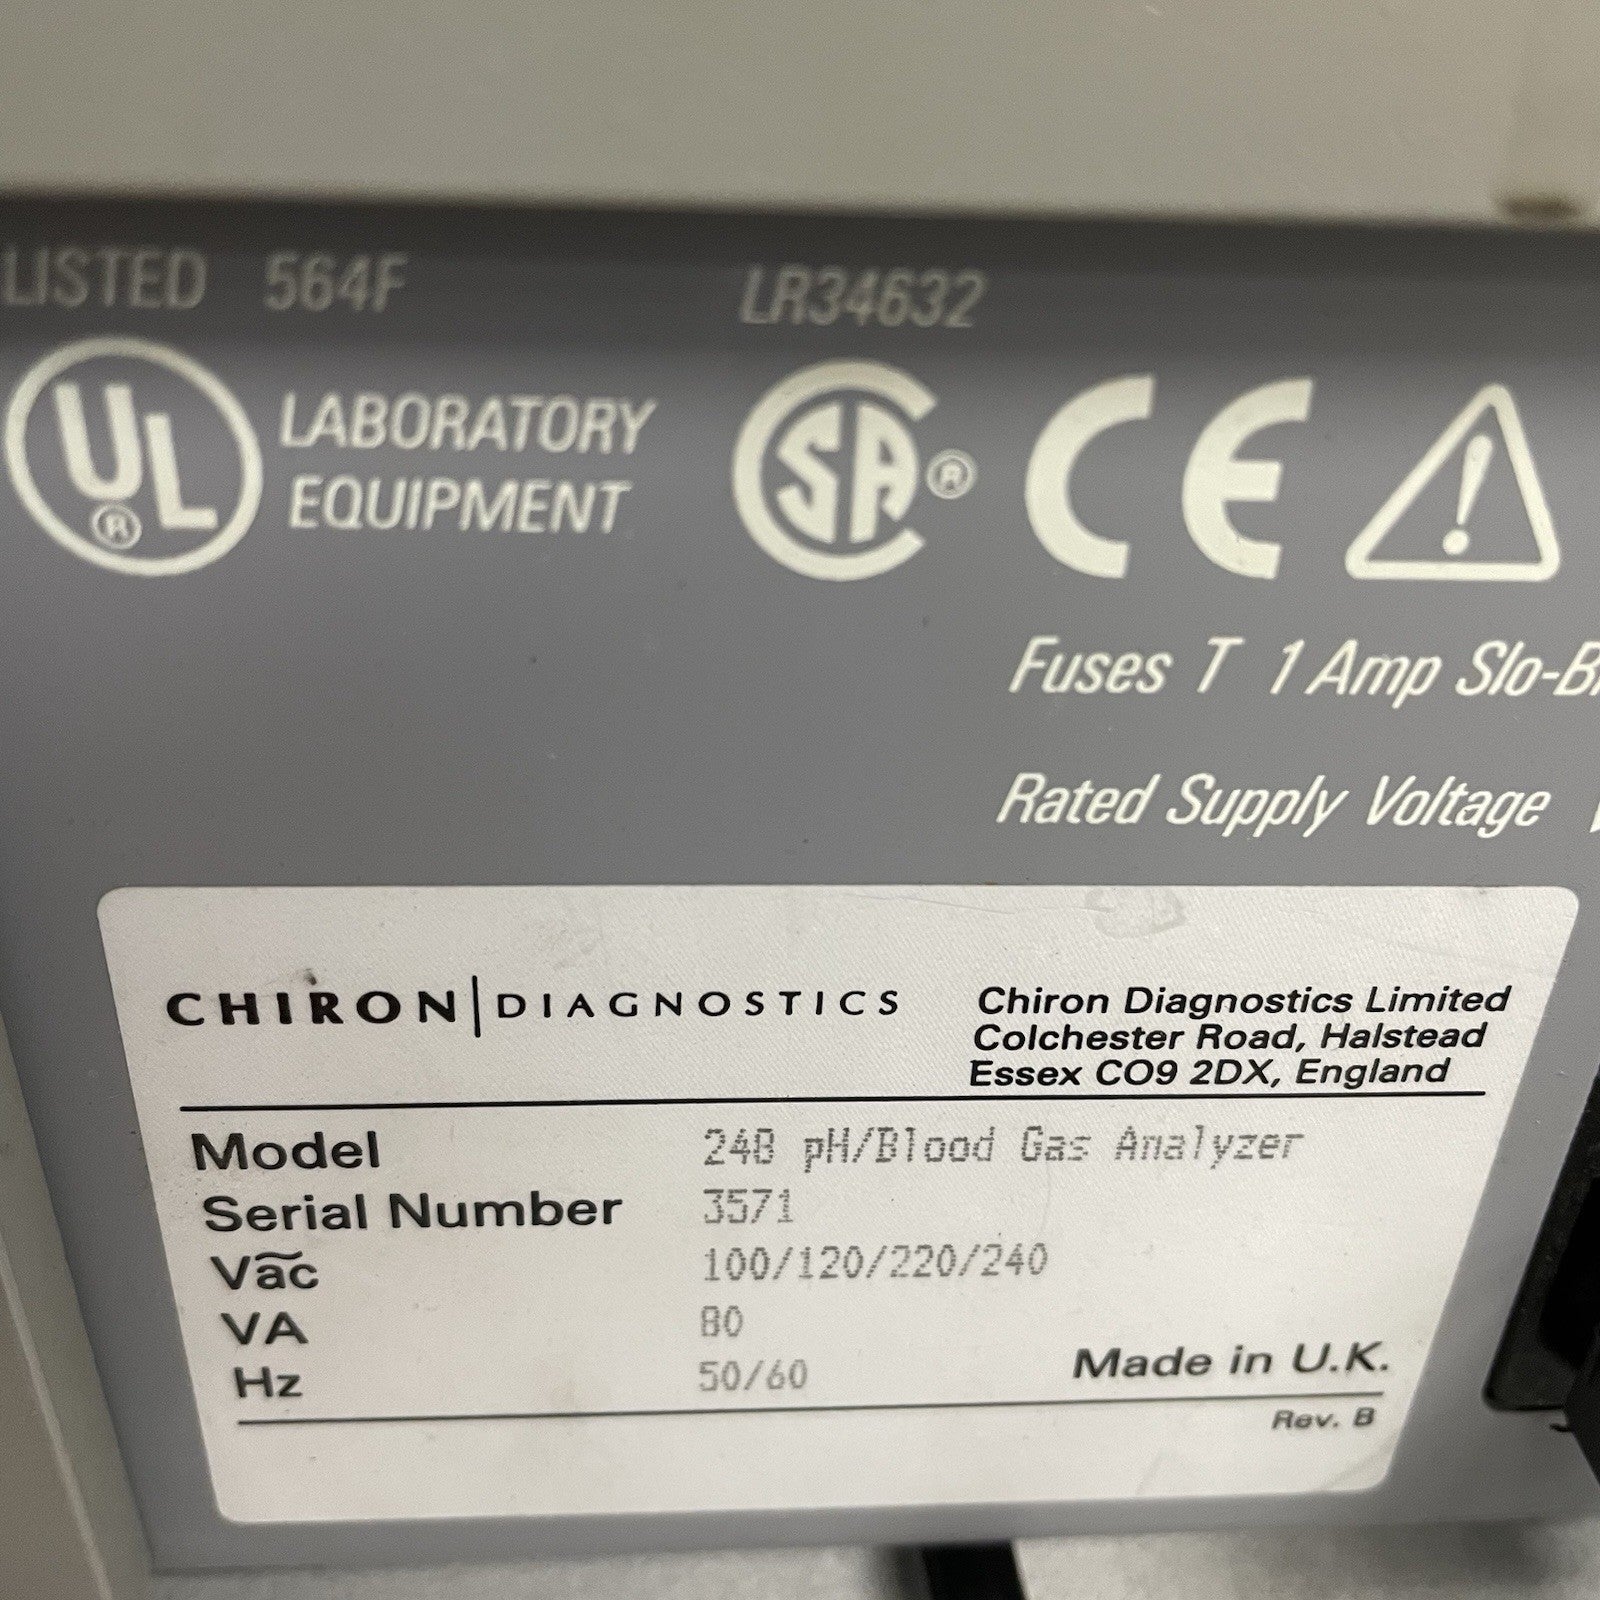 LISTED 564F
LR34632
UL ®
LABORATORY
EQUIPMENT
SA ®
CE
Fuses T 1 Amp Slo-
Rated Supply Voltage
CHIRON | DIAGNOSTICS
Chiron Diagnostics Limited
Colchester Road, Halstead
Essex CO9 2DX, England
Model 248 pH/Blood Gas Analyzer
Serial Number 3571
Vac 100/120/220/240
VA 80
Hz 50/60
Made in U.K.
Rev. B